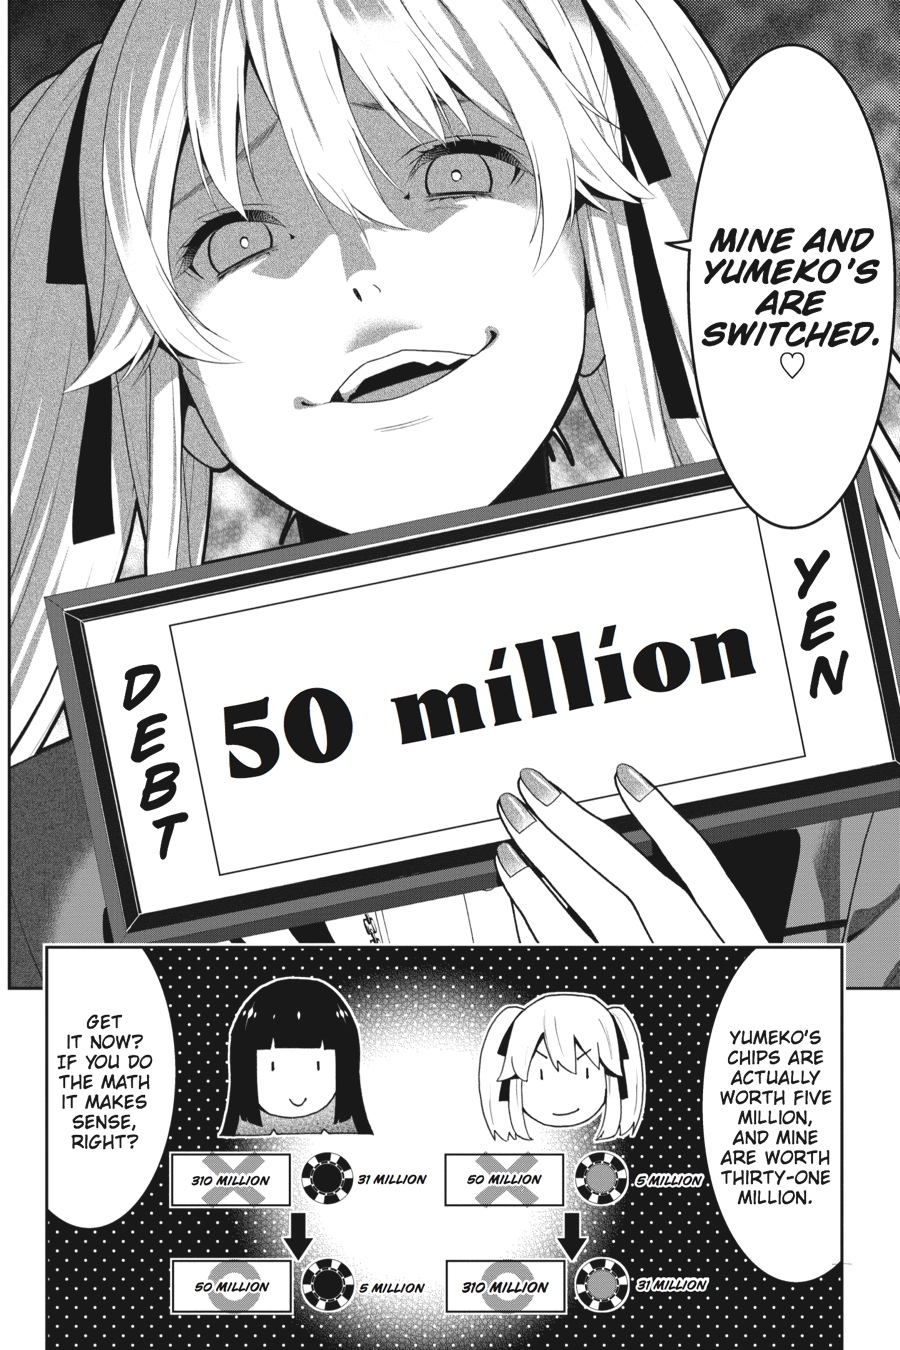 MINE AND
YUMEKO'S
ARE
SWITCHED.
♡
DEBT
50 million
YEN
YUMEKO'S
CHIPS ARE
ACTUALLY
WORTH FIVE
MILLION,
AND MINE
ARE WORTH
THIRTY-ONE
MILLION.
GET
IT NOW?
IF YOU DO
THE MATH
IT MAKES
SENSE,
RIGHT?
310 MILLION
31 MILLION
50 MILLION
5 MILLION
50 MILLION
5 MILLION
310 MILLION
31 MILLION